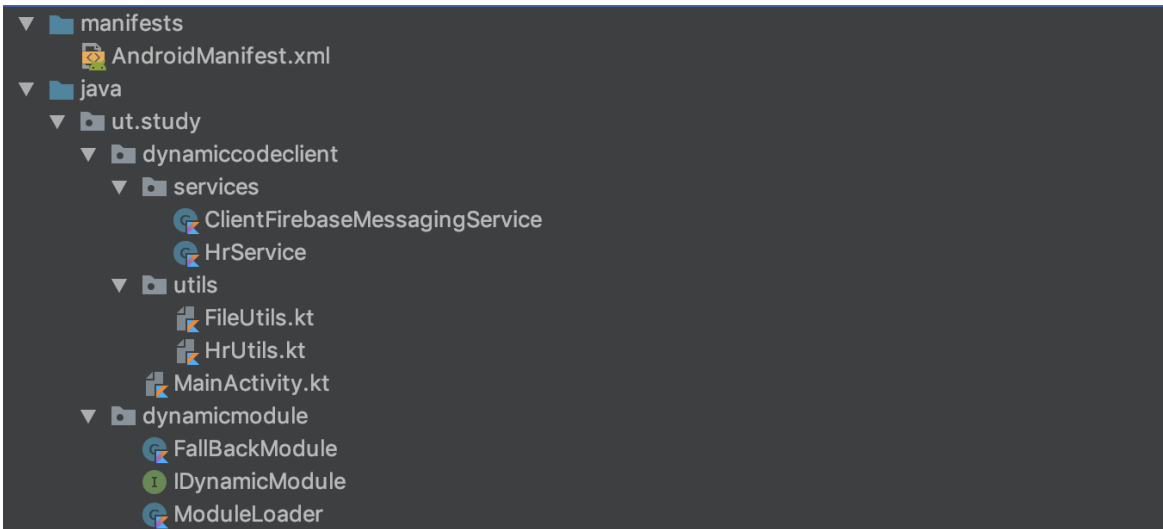 manifests
AndroidManifest.xml
java
ut.study
dynamiccodeclient
services
ClientFirebaseMessagingService
HrService
utils
FileUtils.kt
HrUtils.kt
MainActivity.kt
dynamicmodule
FallBackModule
IDynamicModule
ModuleLoader